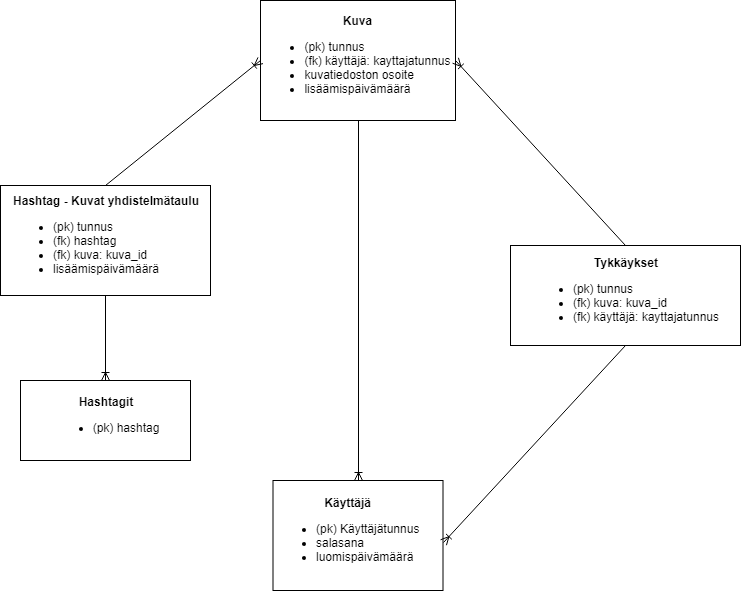 Kuva
(pk) tunnus
(fk) käyttäjä: kayttajatunnus
kuvatiedoston osoite
lisäämispäivämäärä
Hashtag - Kuvat yhdistelmätaulu
(pk) tunnus
(fk) hashtag
(fk) kuva: kuva_id
lisäämispäivämäärä
Tykkäykset
(pk) tunnus
(fk) kuva: kuva_id
(fk) käyttäjä: kayttajatunnus
Hashtagit
(pk) hashtag
Käyttäjä
(pk) Käyttäjätunnus
salasana
luomispäivämäärä